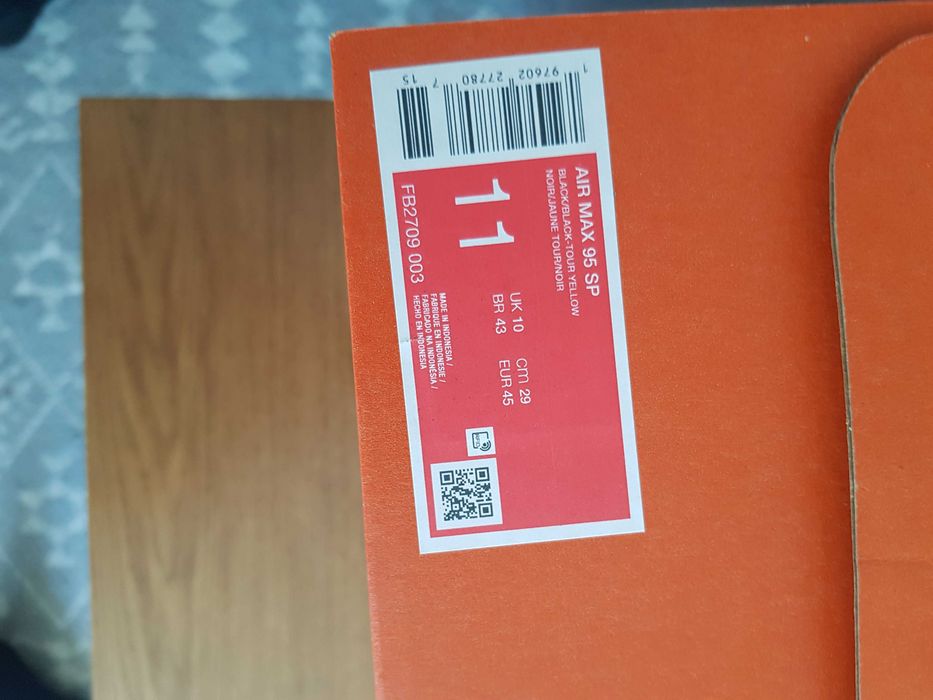 1 97602 27780 7 15
AIR MAX 95 SP
BLACK/BLACK-TOUR YELLOW
NOIR/JAUNE TOUR/NOIR
11
UK 10 cm 29
BR 43 EUR 45
FB2709 003
MADE IN INDONESIA /
FABRIQUE EN INDONESIE /
FABRICADO NA INDONÉSIA /
HECHO EN INDONESIA